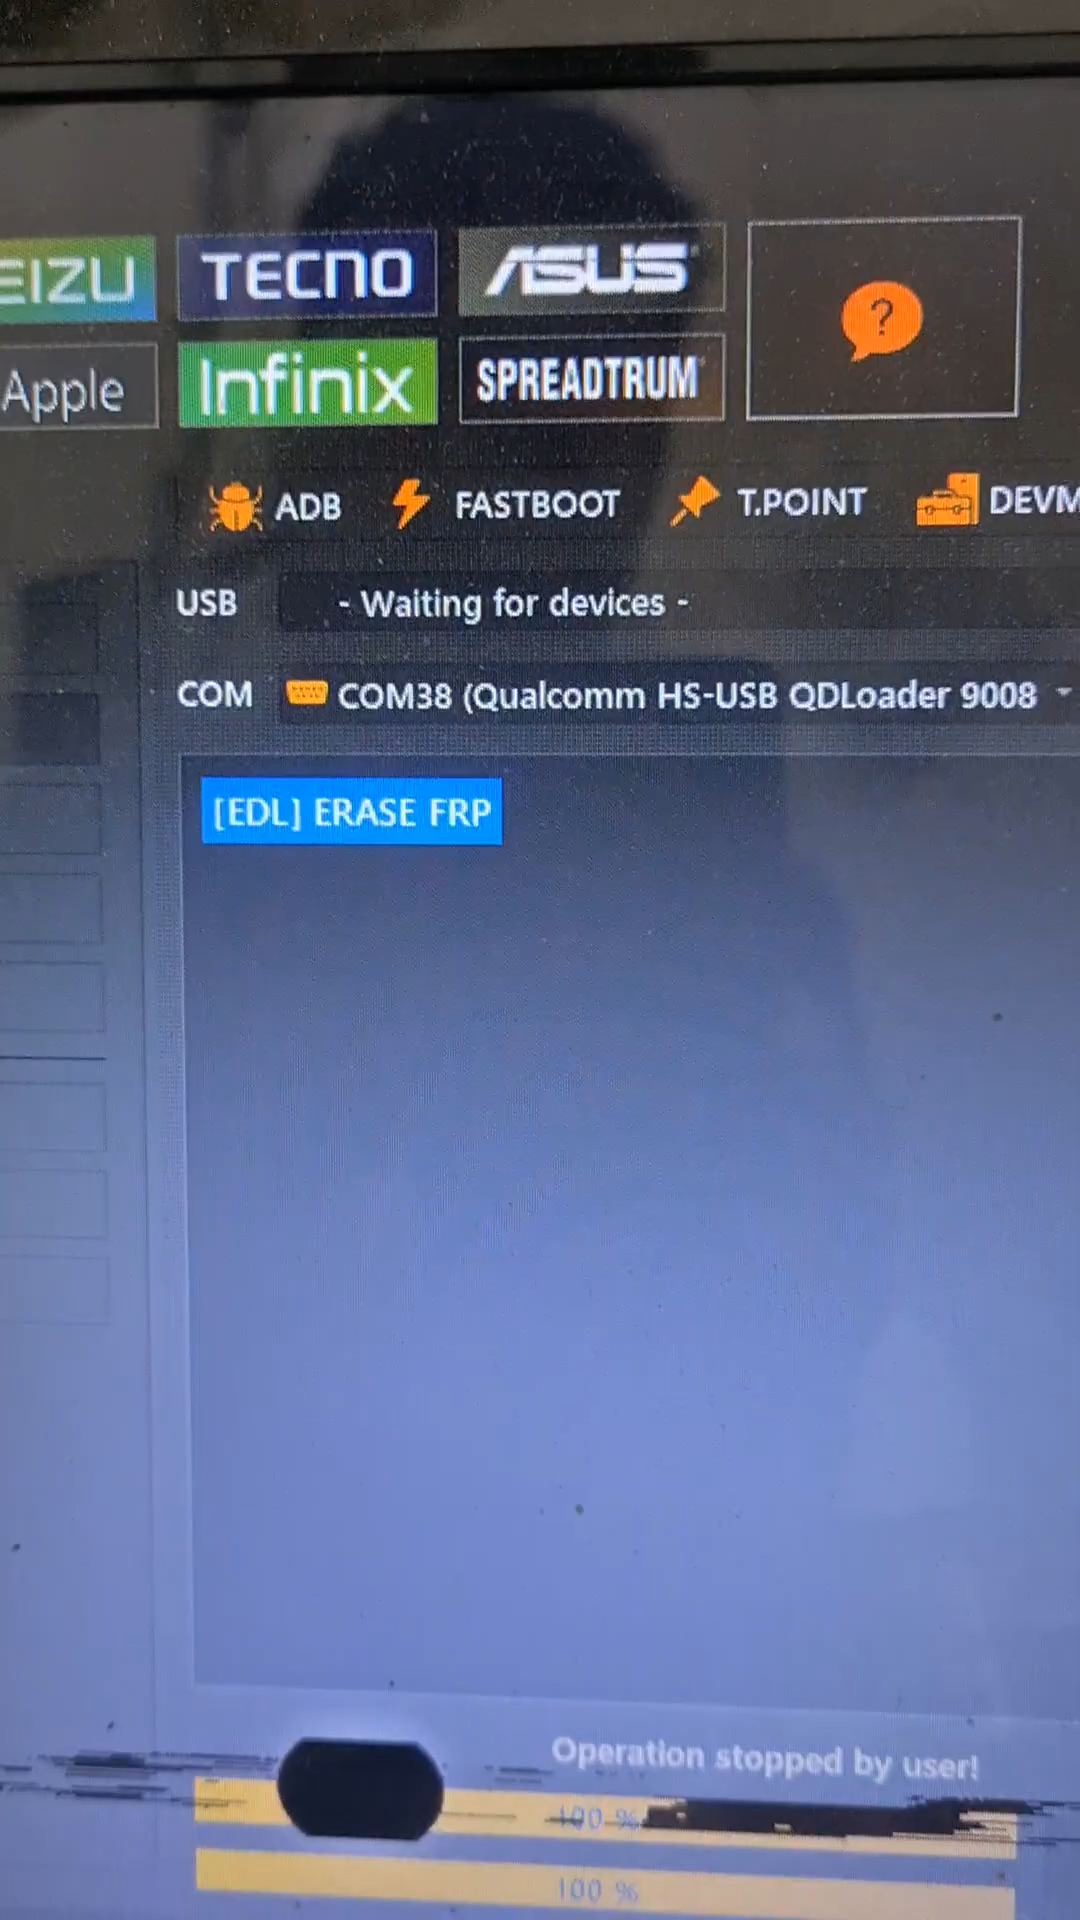 EIZU TECNO ASUS
Apple Infinix SPREADTRUM
?
ADB FASTBOOT T.POINT DEVM
USB - Waiting for devices -
COM COM38 (Qualcomm HS-USB QDLoader 9008
[EDL] ERASE FRP
Operation stopped by user!
100 %
100 %